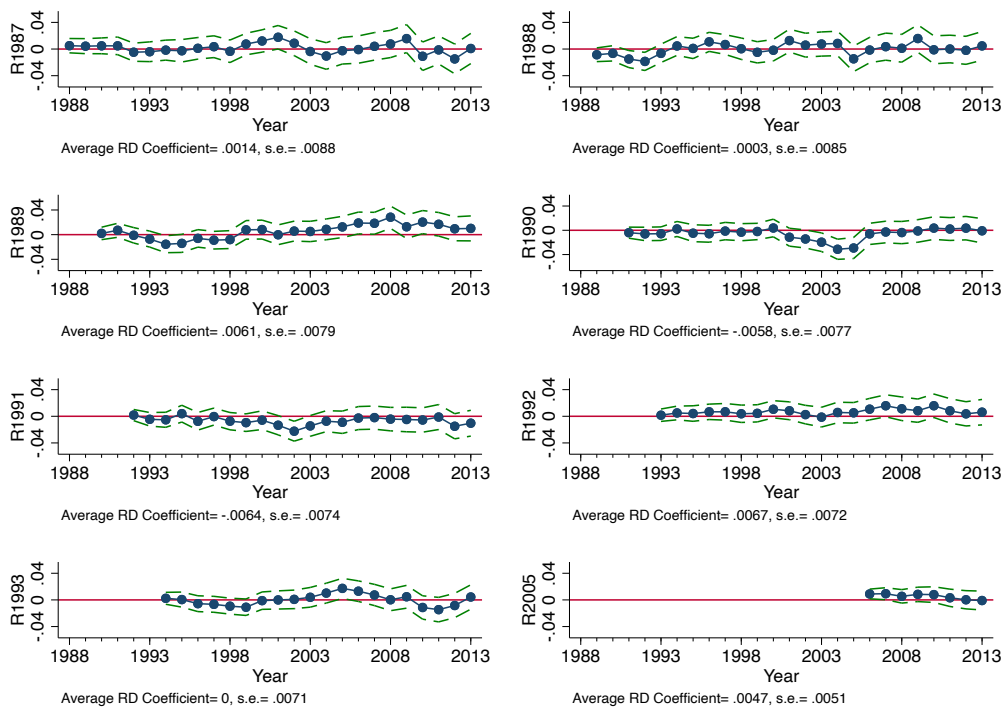 R1987
.04
0
-.04
1988 1993 1998 2003 2008 2013
Year
Average RD Coefficient= .0014, s.e.= .0088
R1988
.04
0
-.04
1988 1993 1998 2003 2008 2013
Year
Average RD Coefficient= .0003, s.e.= .0085
R1989
.04
0
-.04
1988 1993 1998 2003 2008 2013
Year
Average RD Coefficient= .0061, s.e.= .0079
R1990
.04
0
-.04
1988 1993 1998 2003 2008 2013
Year
Average RD Coefficient= -.0058, s.e.= .0077
R1991
.04
0
-.04
1988 1993 1998 2003 2008 2013
Year
Average RD Coefficient= -.0064, s.e.= .0074
R1992
.04
0
-.04
1988 1993 1998 2003 2008 2013
Year
Average RD Coefficient= .0067, s.e.= .0072
R1993
.04
0
-.04
1988 1993 1998 2003 2008 2013
Year
Average RD Coefficient= 0, s.e.= .0071
R2005
.04
0
-.04
1988 1993 1998 2003 2008 2013
Year
Average RD Coefficient= .0047, s.e.= .0051